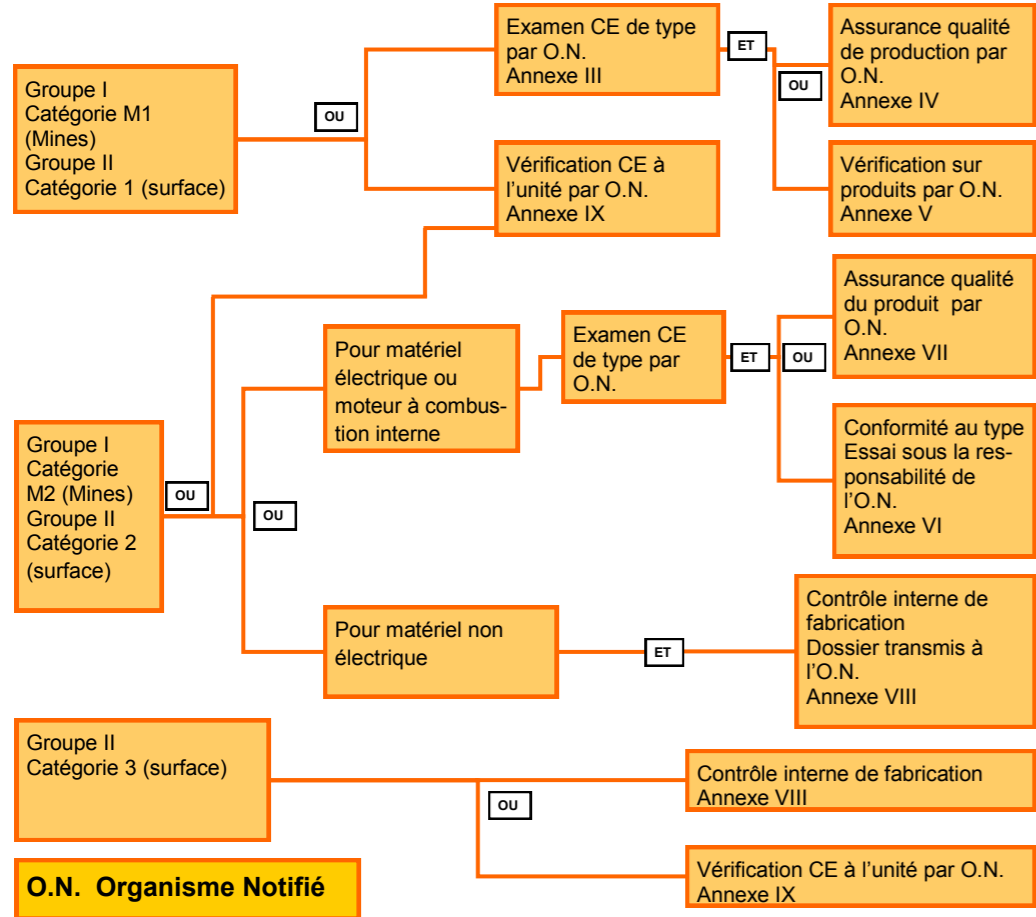 Groupe I
Catégorie M1
(Mines)
Groupe II
Catégorie 1 (surface)
OU
Examen CE de type
par O.N.
Annexe III
ET
OU
Assurance qualité
de production par
O.N.
Annexe IV
Vérification sur
produits par O.N.
Annexe V
Vérification CE à
l'unité par O.N.
Annexe IX
Groupe I
Catégorie
M2 (Mines)
Groupe II
Catégorie 2
(surface)
OU
OU
Pour matériel
électrique ou
moteur à combus-
tion interne
Examen CE
de type par
O.N.
ET
OU
Assurance qualité
du produit par
O.N.
Annexe VII
Conformité au type
Essai sous la res-
ponsabilité de
l'O.N.
Annexe VI
Pour matériel non
électrique
ET
Contrôle interne de
fabrication
Dossier transmis à
l'O.N.
Annexe VIII
Groupe II
Catégorie 3 (surface)
OU
Contrôle interne de fabrication
Annexe VIII
Vérification CE à l'unité par O.N.
Annexe IX
O.N. Organisme Notifié